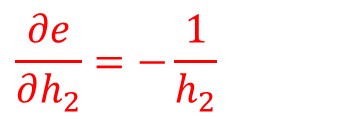 ∂e/∂h₂ = − 1/h₂